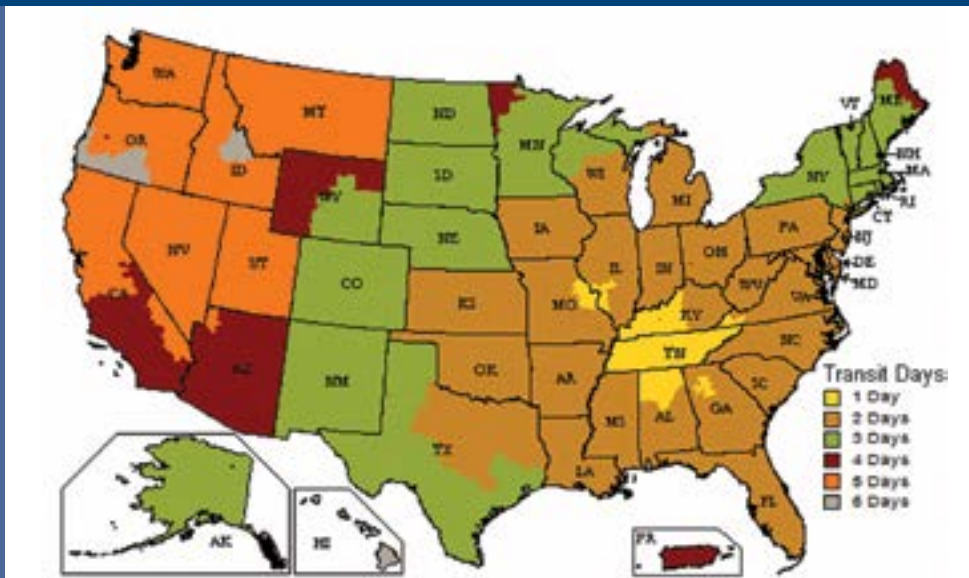 WA
MT
ND
MN
OR
ID
SD
WI
MI
VT
ME
NH
MA
NY
RI
CT
WY
NE
IA
PA
NJ
DE
MD
NV
UT
CO
KS
MO
IL
IN
OH
WV
VA
KY
CA
AZ
NM
OK
AR
TN
NC
SC
MS
AL
GA
TX
LA
FL
Transit Days
1 Day
2 Days
3 Days
4 Days
5 Days
6 Days
AK
HI
PR